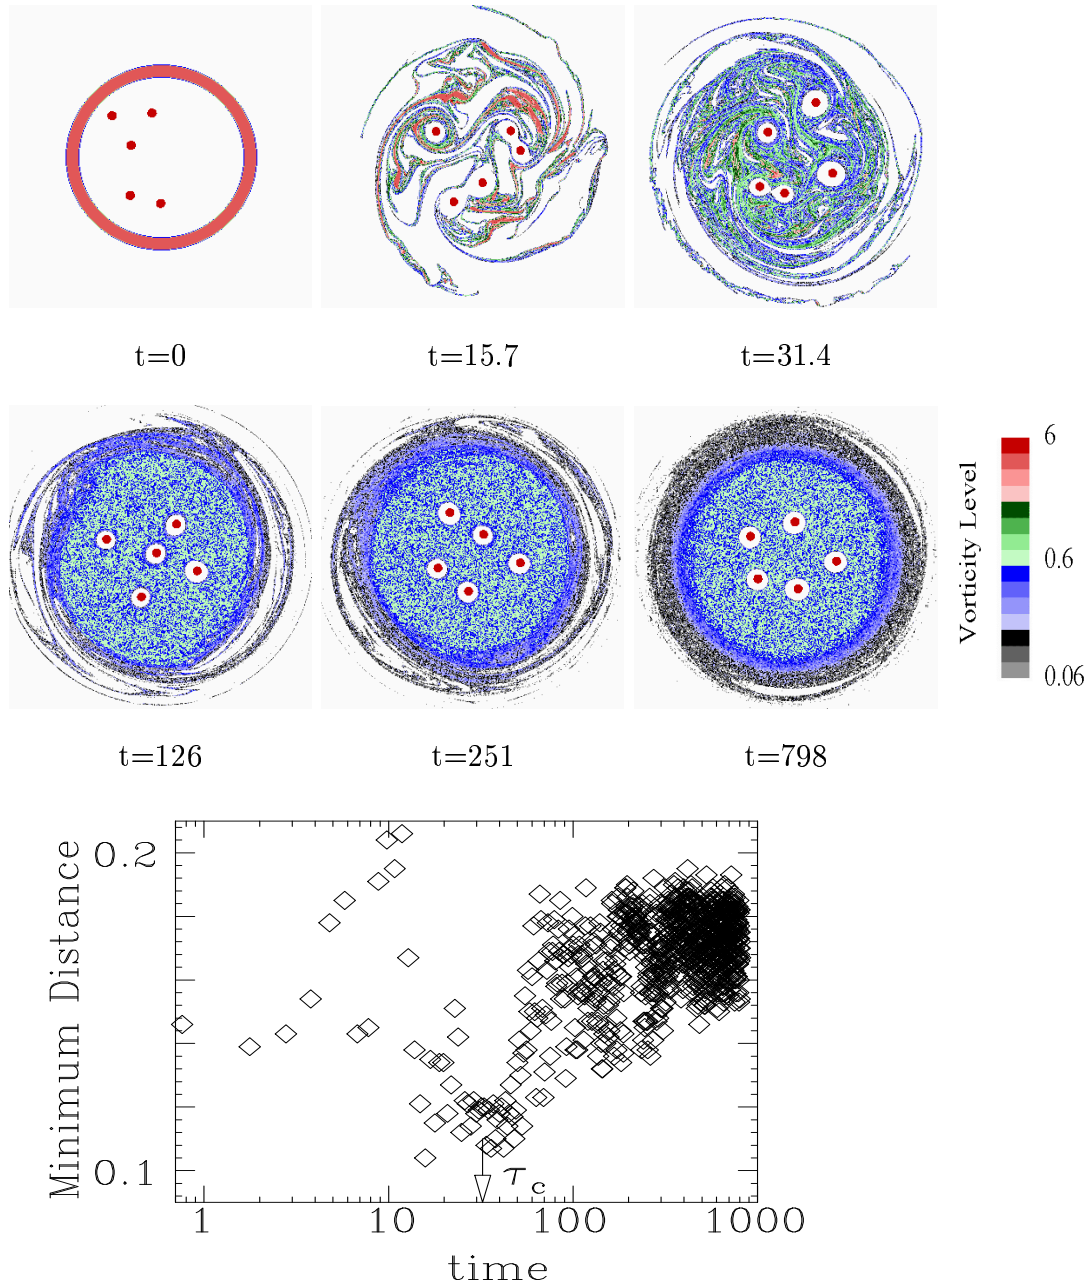 t=0 t=15.7 t=31.4
6
0.6
0.06
Vorticity Level
t=126 t=251 t=798
Minimum Distance
0.2
0.1
τc
1 10 100 1000
time